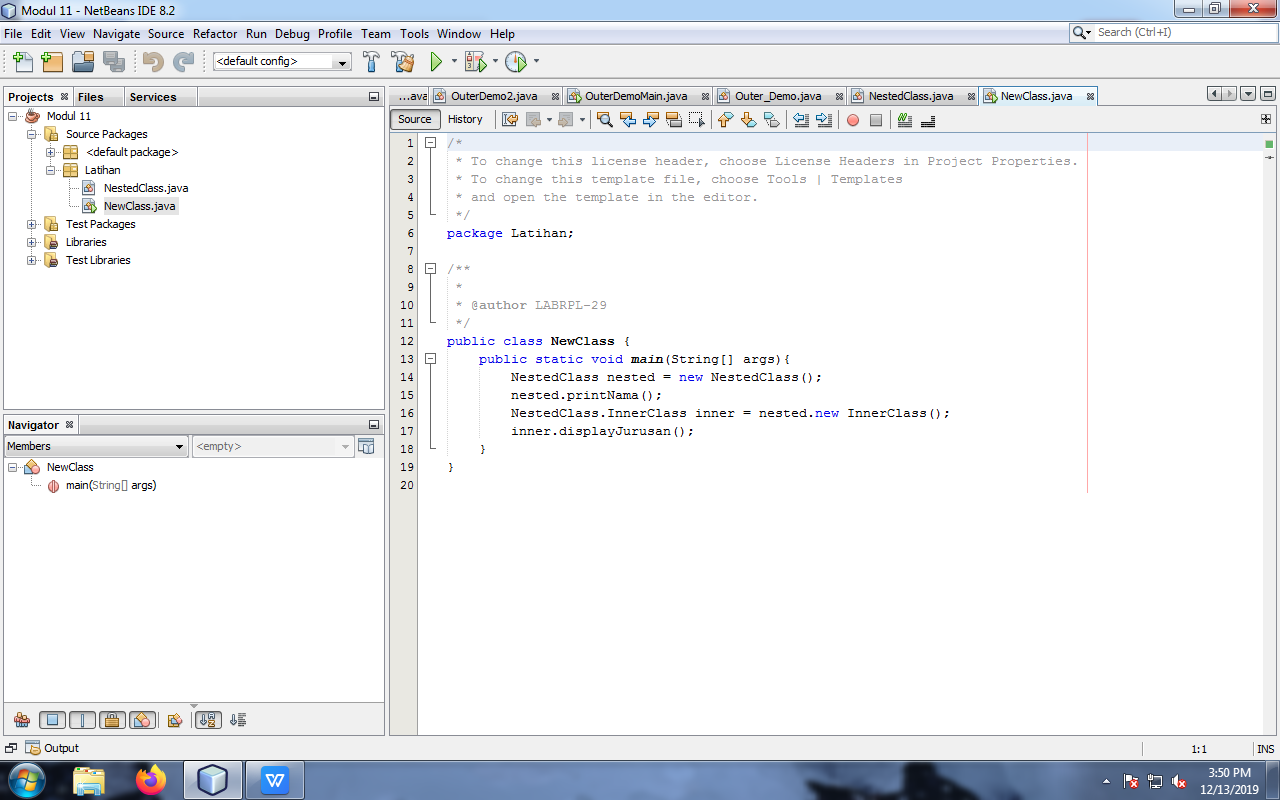 Modul 11 - NetBeans IDE 8.2
File Edit View Navigate Source Refactor Run Debug Profile Team Tools Window Help
Search (Ctrl+I)
<default config>
Projects Files Services
Modul 11
Source Packages
<default package>
Latihan
NestedClass.java
NewClass.java
Test Packages
Libraries
Test Libraries
Navigator
Members <empty>
NewClass
main(String[] args)
...ava OuterDemo2.java OuterDemoMain.java Outer_Demo.java NestedClass.java NewClass.java
Source History
1 /*
2 * To change this license header, choose License Headers in Project Properties.
3 * To change this template file, choose Tools | Templates
4 * and open the template in the editor.
5 */
6 package Latihan;
7
8 /**
9 *
10 * @author LABRPL-29
11 */
12 public class NewClass {
13 public static void main(String[] args){
14 NestedClass nested = new NestedClass();
15 nested.printNama();
16 NestedClass.InnerClass inner = nested.new InnerClass();
17 inner.displayJurusan();
18 }
19 }
20
Output
1:1 INS
W
3:50 PM
12/13/2019